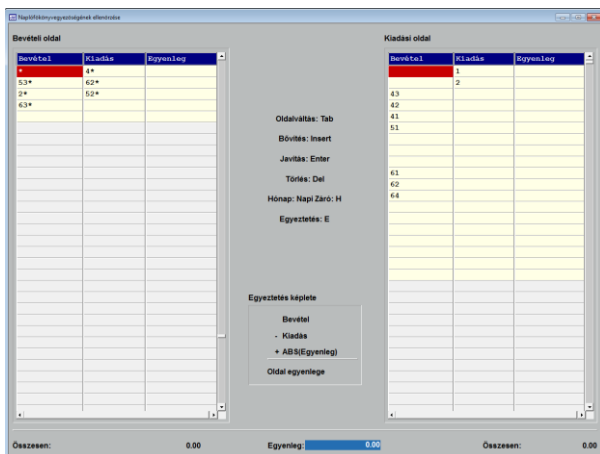 Naplófőkönyvegyezőségének ellenőrzése
Bevételi oldal
Bevétel Kiadás Egyenleg
* 4*
53* 62*
2* 52*
63*
Oldalváltás: Tab
Bővítés: Insert
Javítás: Enter
Törlés: Del
Hónap: Napi Záró: H
Egyeztetés: E
Egyeztetés képlete
Bevétel
- Kiadás
+ ABS(Egyenleg)
Oldal egyenlege
Kiadási oldal
Bevétel Kiadás Egyenleg
1
2
43
42
41
51
61
62
64
Összesen: 0.00 Egyenleg: 0.00 Összesen: 0.00